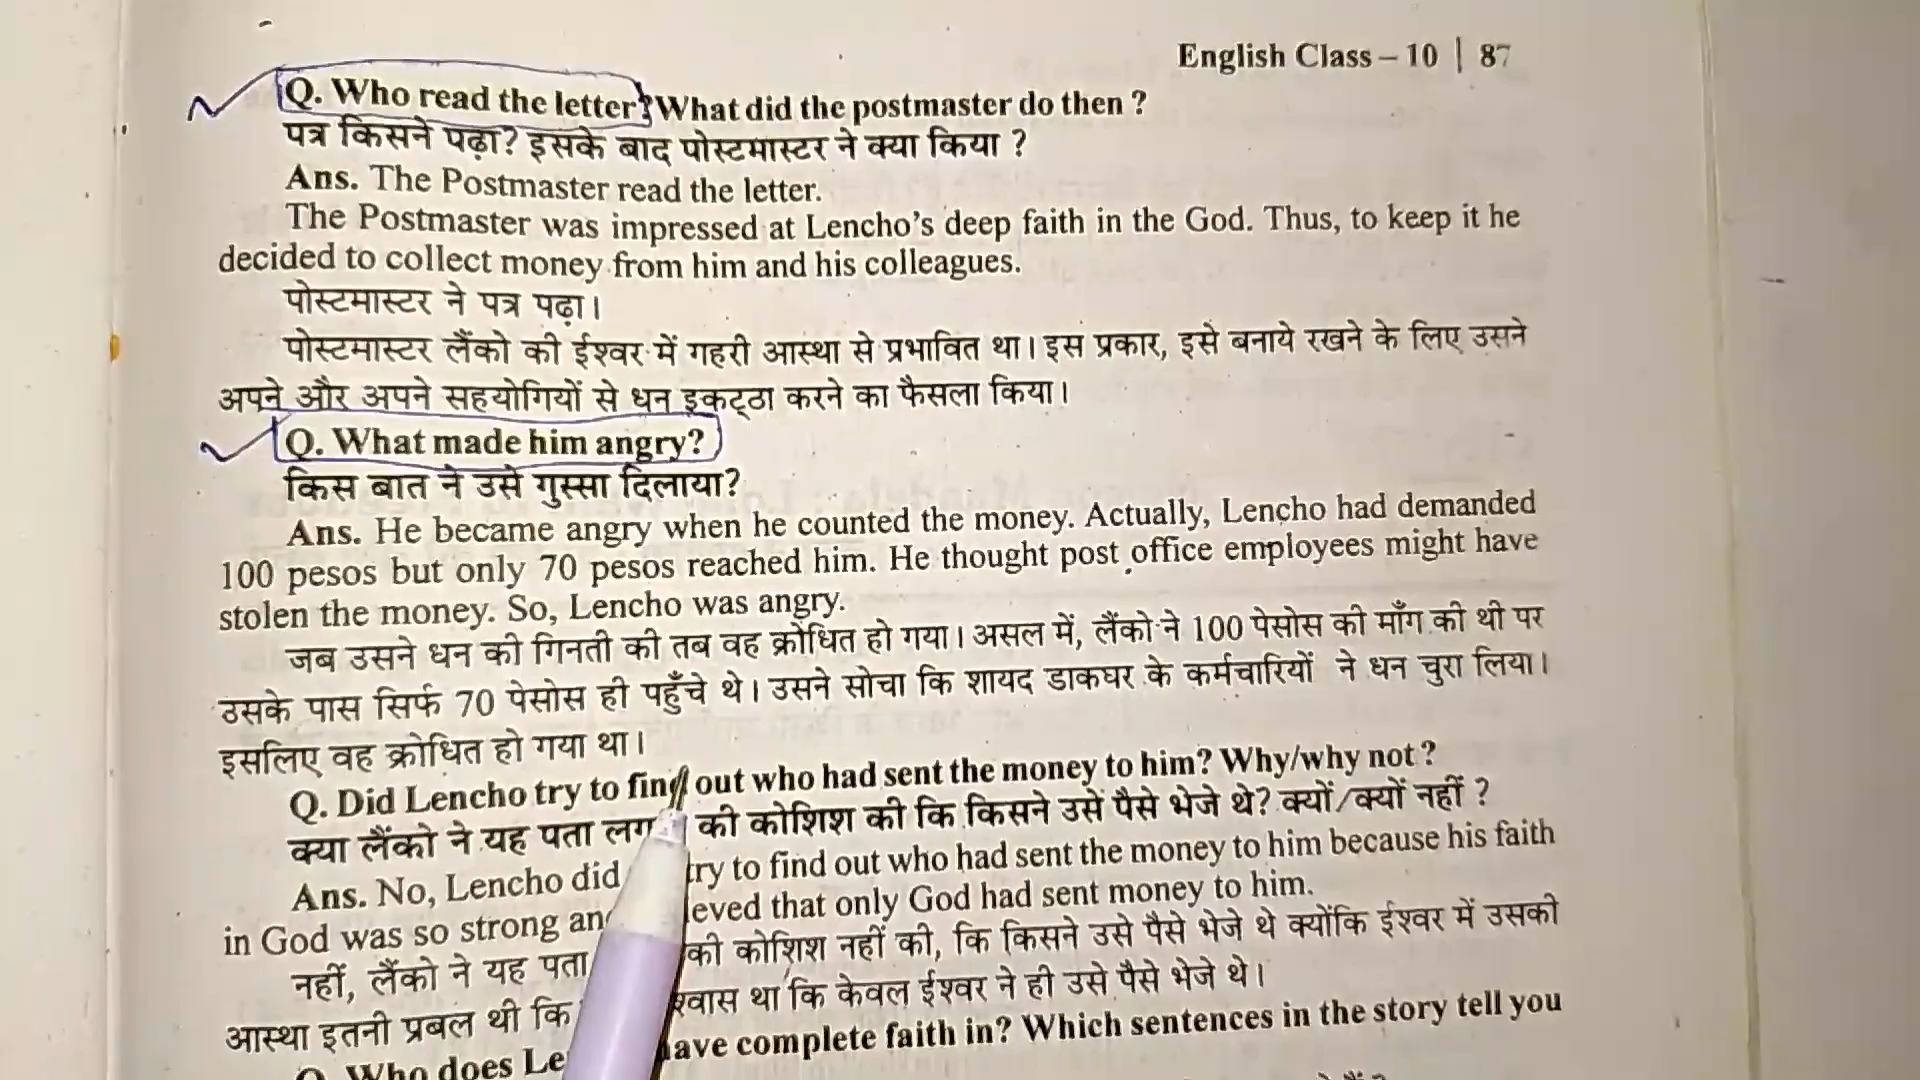 English Class – 10 | 87
Q. Who read the letter? What did the postmaster do then ?
पत्र किसने पढ़ा? इसके बाद पोस्टमास्टर ने क्या किया ?
Ans. The Postmaster read the letter.
The Postmaster was impressed at Lencho's deep faith in the God. Thus, to keep it he
decided to collect money from him and his colleagues.
पोस्टमास्टर ने पत्र पढ़ा।
पोस्टमास्टर लैंको की ईश्वर में गहरी आस्था से प्रभावित था। इस प्रकार, इसे बनाये रखने के लिए उसने
अपने और अपने सहयोगियों से धन इकट्ठा करने का फैसला किया।
Q. What made him angry?
किस बात ने उसे गुस्सा दिलाया?
Ans. He became angry when he counted the money. Actually, Lencho had demanded
100 pesos but only 70 pesos reached him. He thought post office employees might have
stolen the money. So, Lencho was angry.
जब उसने धन की गिनती की तब वह क्रोधित हो गया। असल में, लैंको ने 100 पेसोस की माँग की थी पर
उसके पास सिर्फ 70 पेसोस ही पहुँचे थे। उसने सोचा कि शायद डाकघर के कर्मचारियों ने धन चुरा लिया।
इसलिए वह क्रोधित हो गया था।
Q. Did Lencho try to find out who had sent the money to him? Why/why not ?
क्या लैंको ने यह पता की कोशिश की कि किसने उसे पैसे भेजे थे? क्यों/क्यों नहीं ?
Ans. No, Lencho did try to find out who had sent the money to him because his faith
in God was so strong that only God had sent money to him.
नहीं, लैंको ने यह पता की कोशिश नहीं की, कि किसने उसे पैसे भेजे थे क्योंकि ईश्वर में उसकी
आस्था इतनी प्रबल थी कि था कि केवल ईश्वर ने ही उसे पैसे भेजे थे।
Q. Who does complete faith in? Which sentences in the story tell you